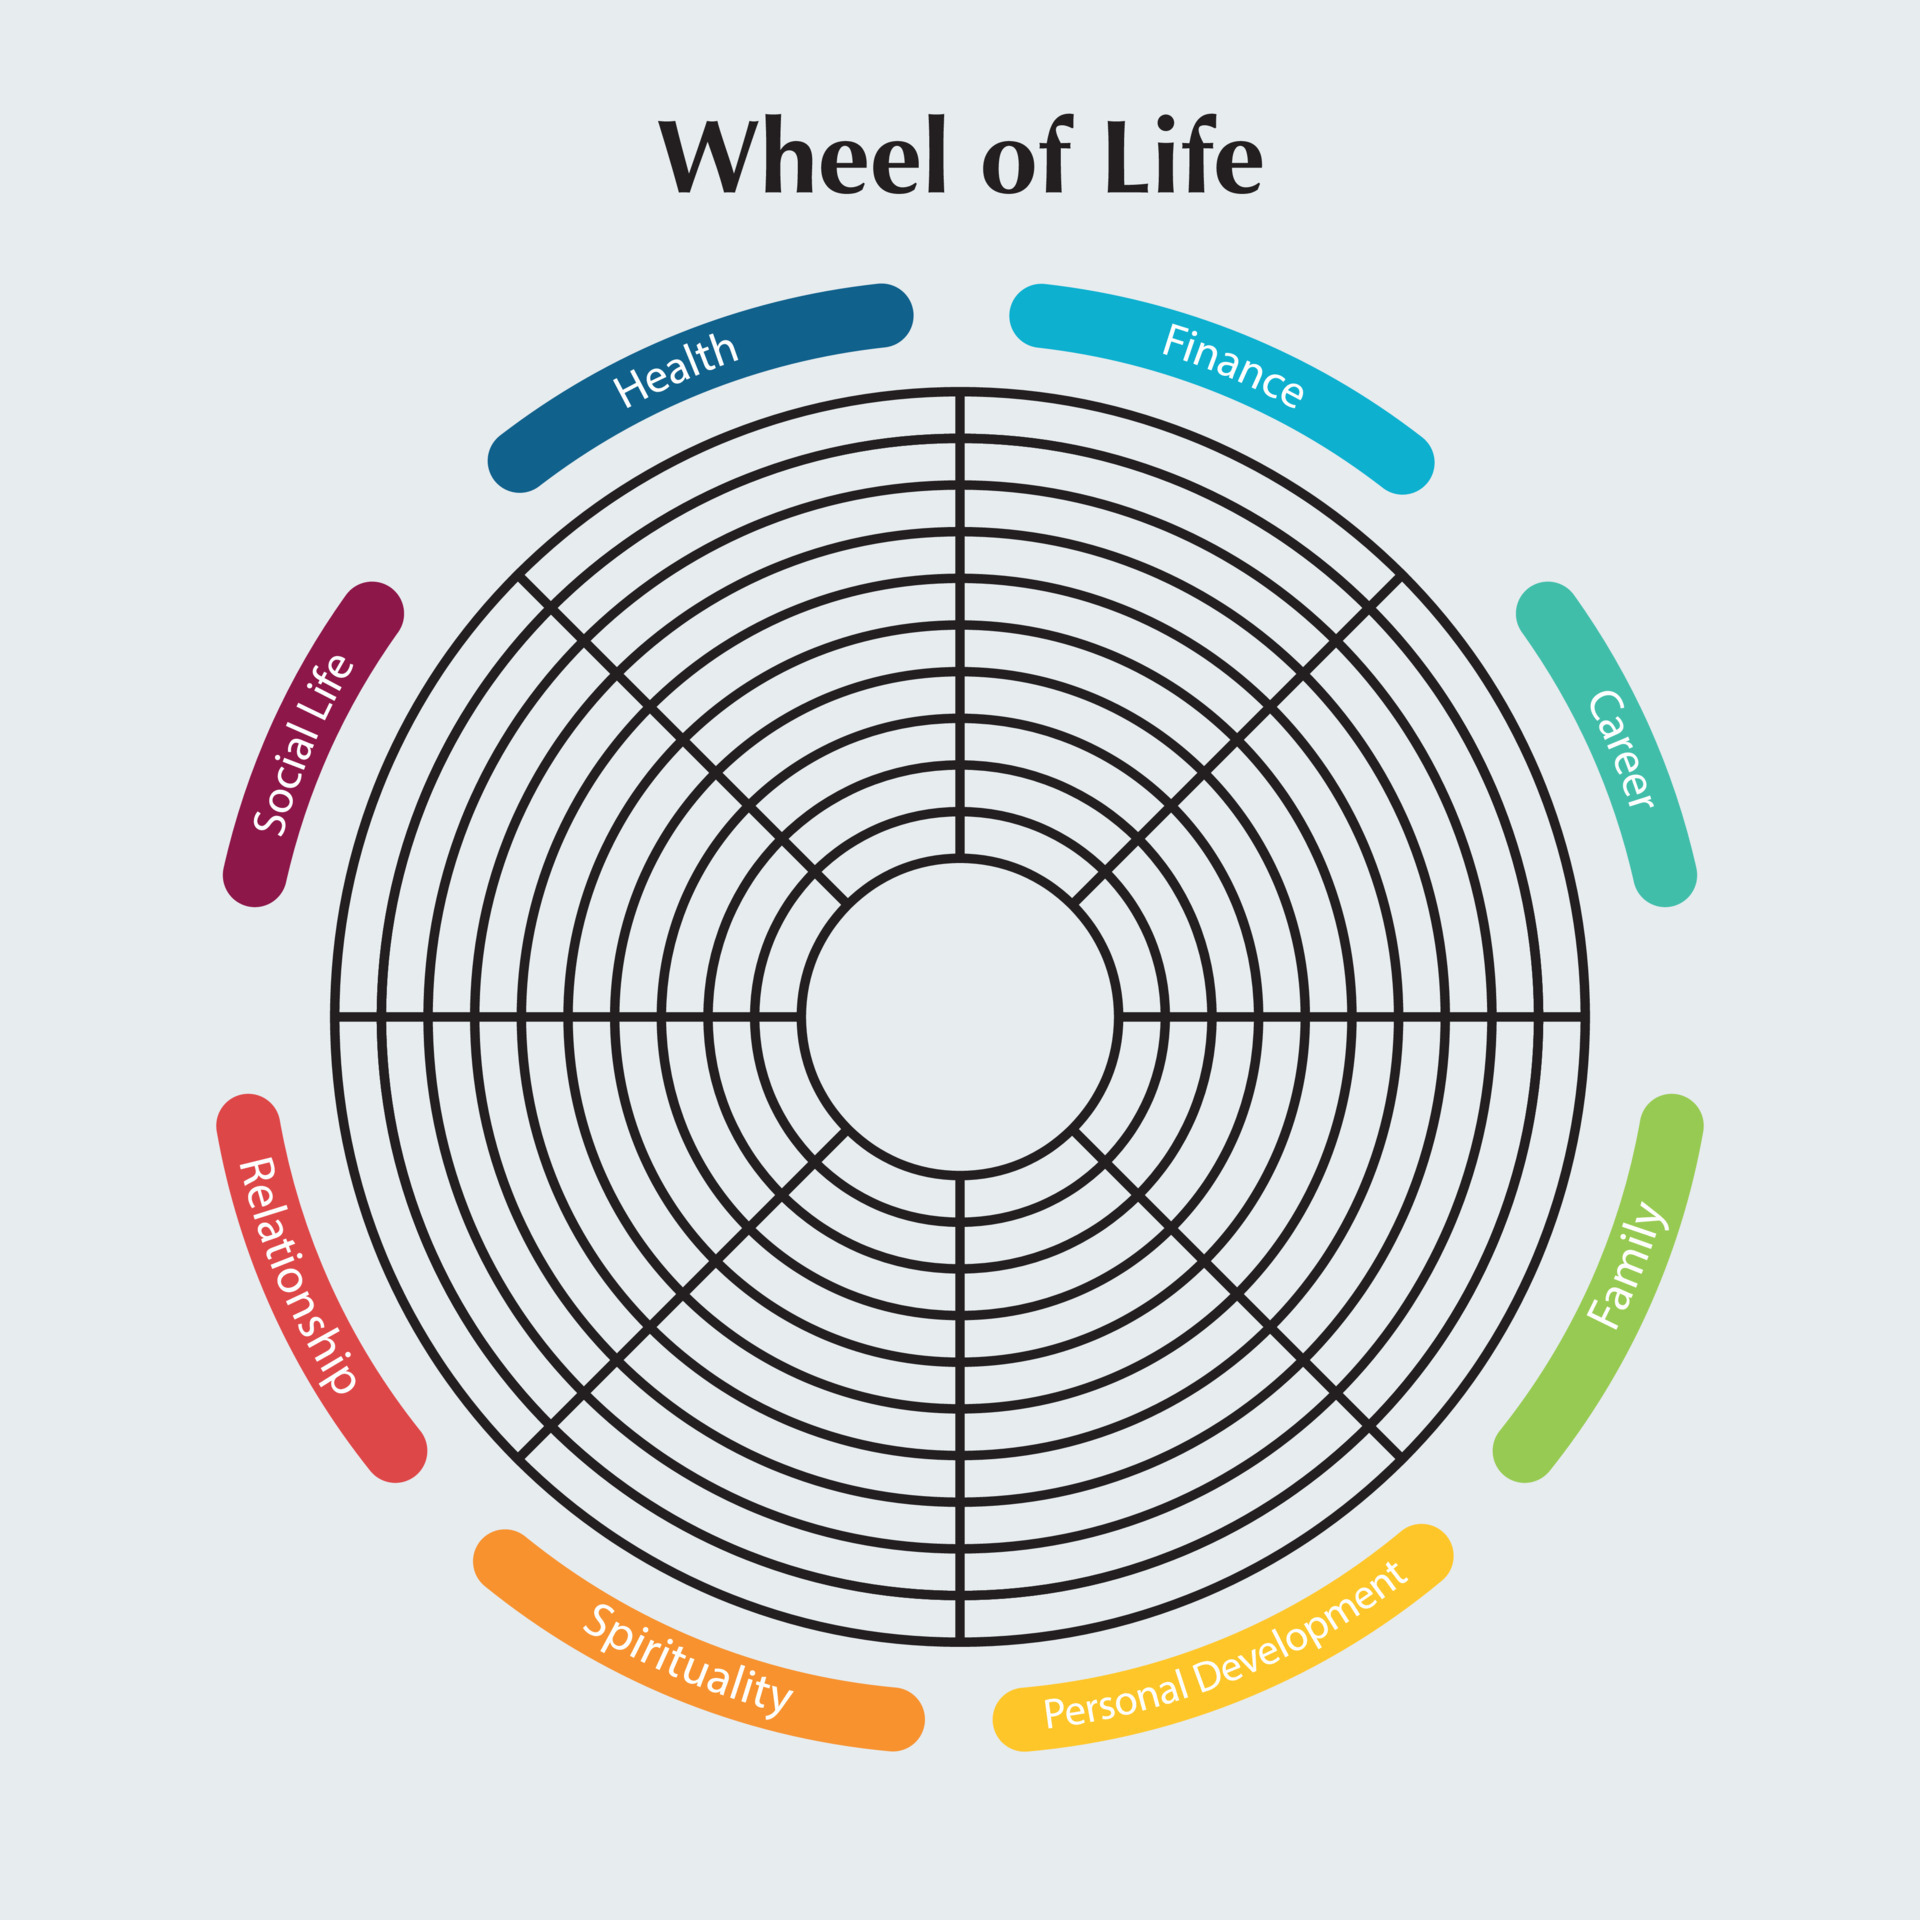 Wheel of Life
Health
Finance
Social Life
Career
Relationship
Family
Spirituality
Personal Development